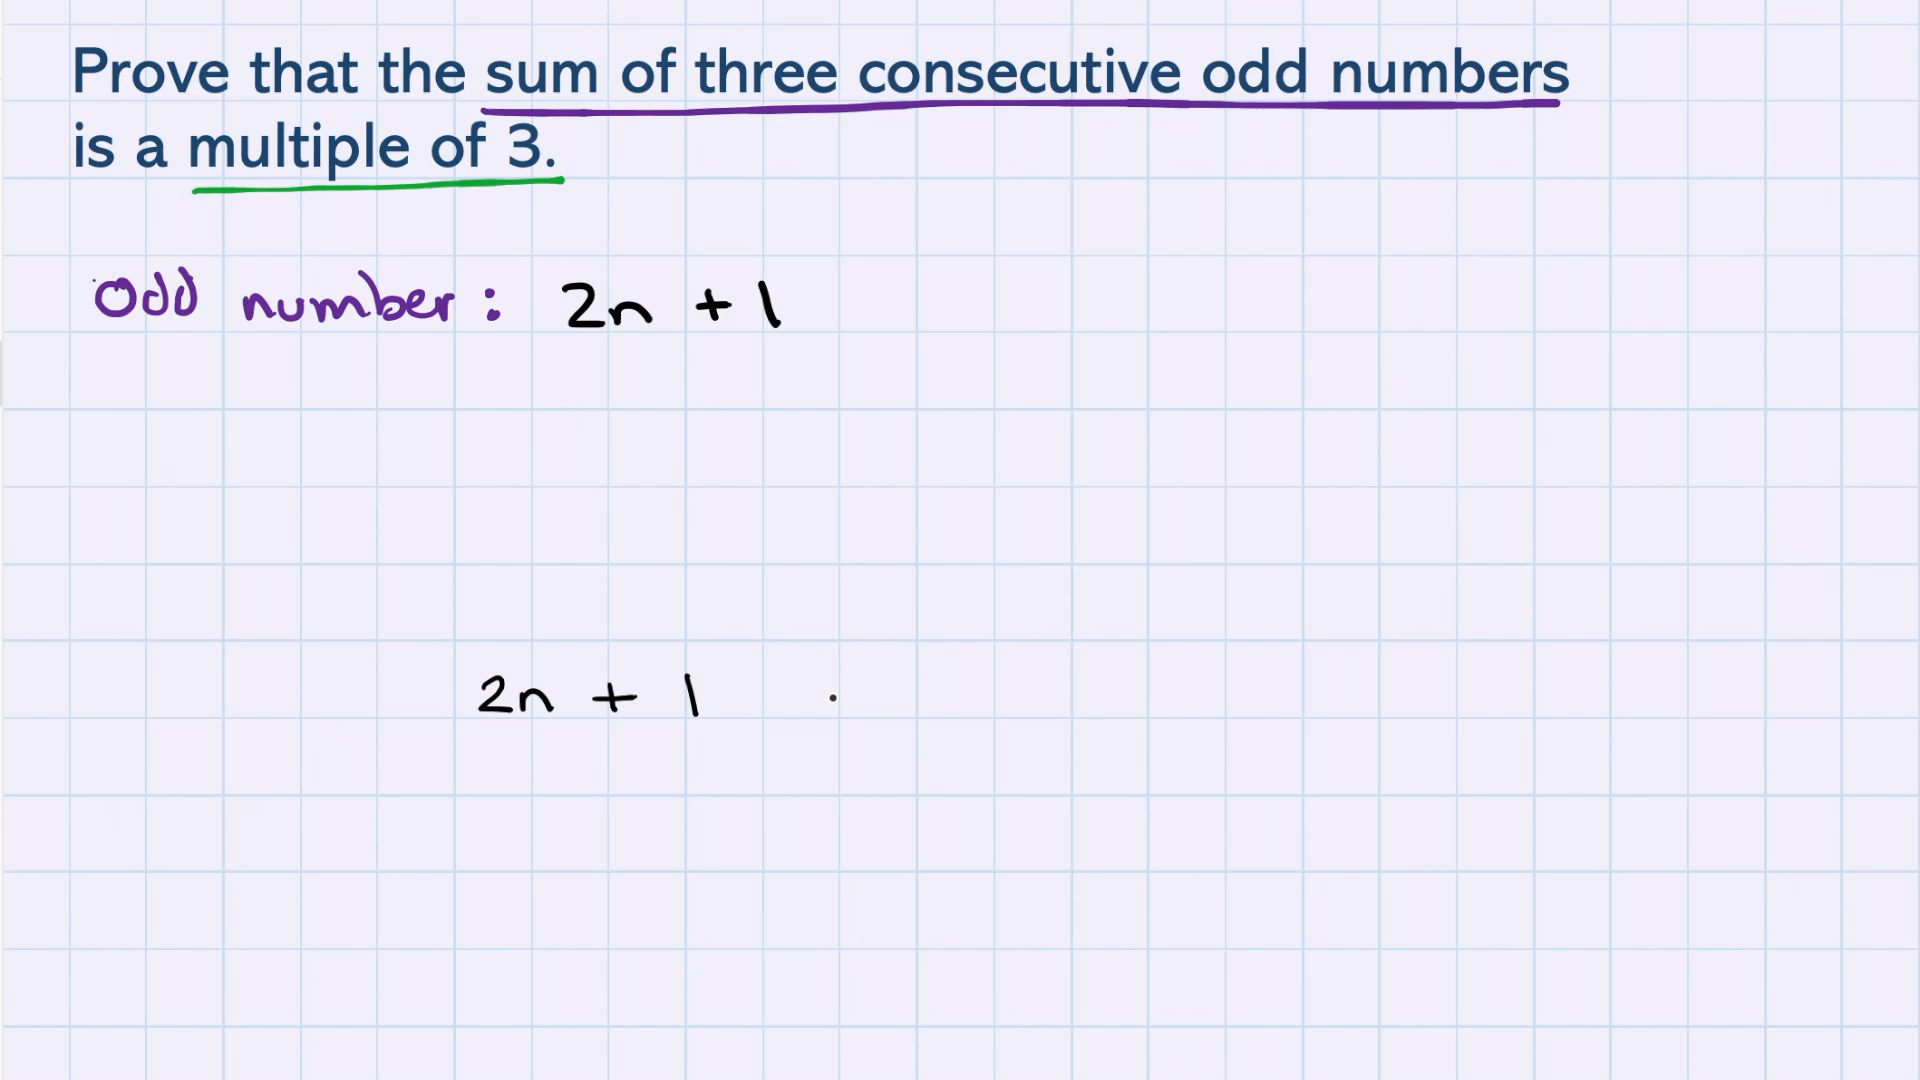 Prove that the sum of three consecutive odd numbers
is a multiple of 3.
Odd number: 2n + 1
2n + 1